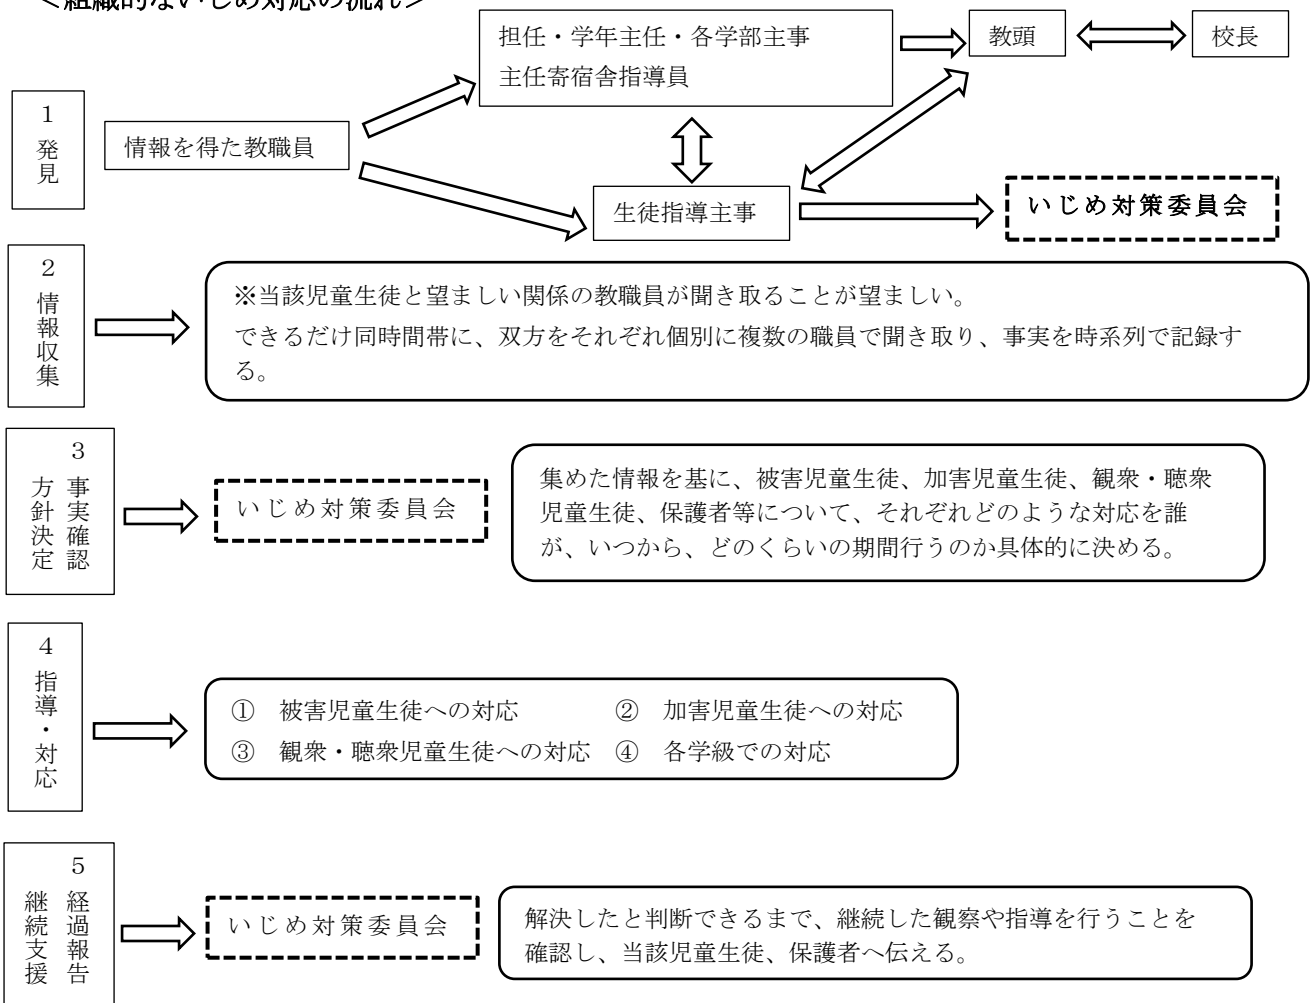 ＜組織的ないじめ対応の流れ＞
担任・学年主任・各学部主事
主任寄宿舎指導員
教頭
校長
１
発見
情報を得た教職員
生徒指導主事
いじめ対策委員会
２
情報収集
※当該児童生徒と望ましい関係の教職員が聞き取ることが望ましい。
できるだけ同時間帯に、双方をそれぞれ個別に複数の職員で聞き取り、事実を時系列で記録す
る。
３
事実確認
方針決定
いじめ対策委員会
集めた情報を基に、被害児童生徒、加害児童生徒、観衆・聴衆
児童生徒、保護者等について、それぞれどのような対応を誰
が、いつから、どのくらいの期間行うのか具体的に決める。
４
指導・対応
①　被害児童生徒への対応　　　　②　加害児童生徒への対応
③　観衆・聴衆児童生徒への対応　④　各学級での対応
５
経過報告
継続支援
いじめ対策委員会
解決したと判断できるまで、継続した観察や指導を行うことを
確認し、当該児童生徒、保護者へ伝える。